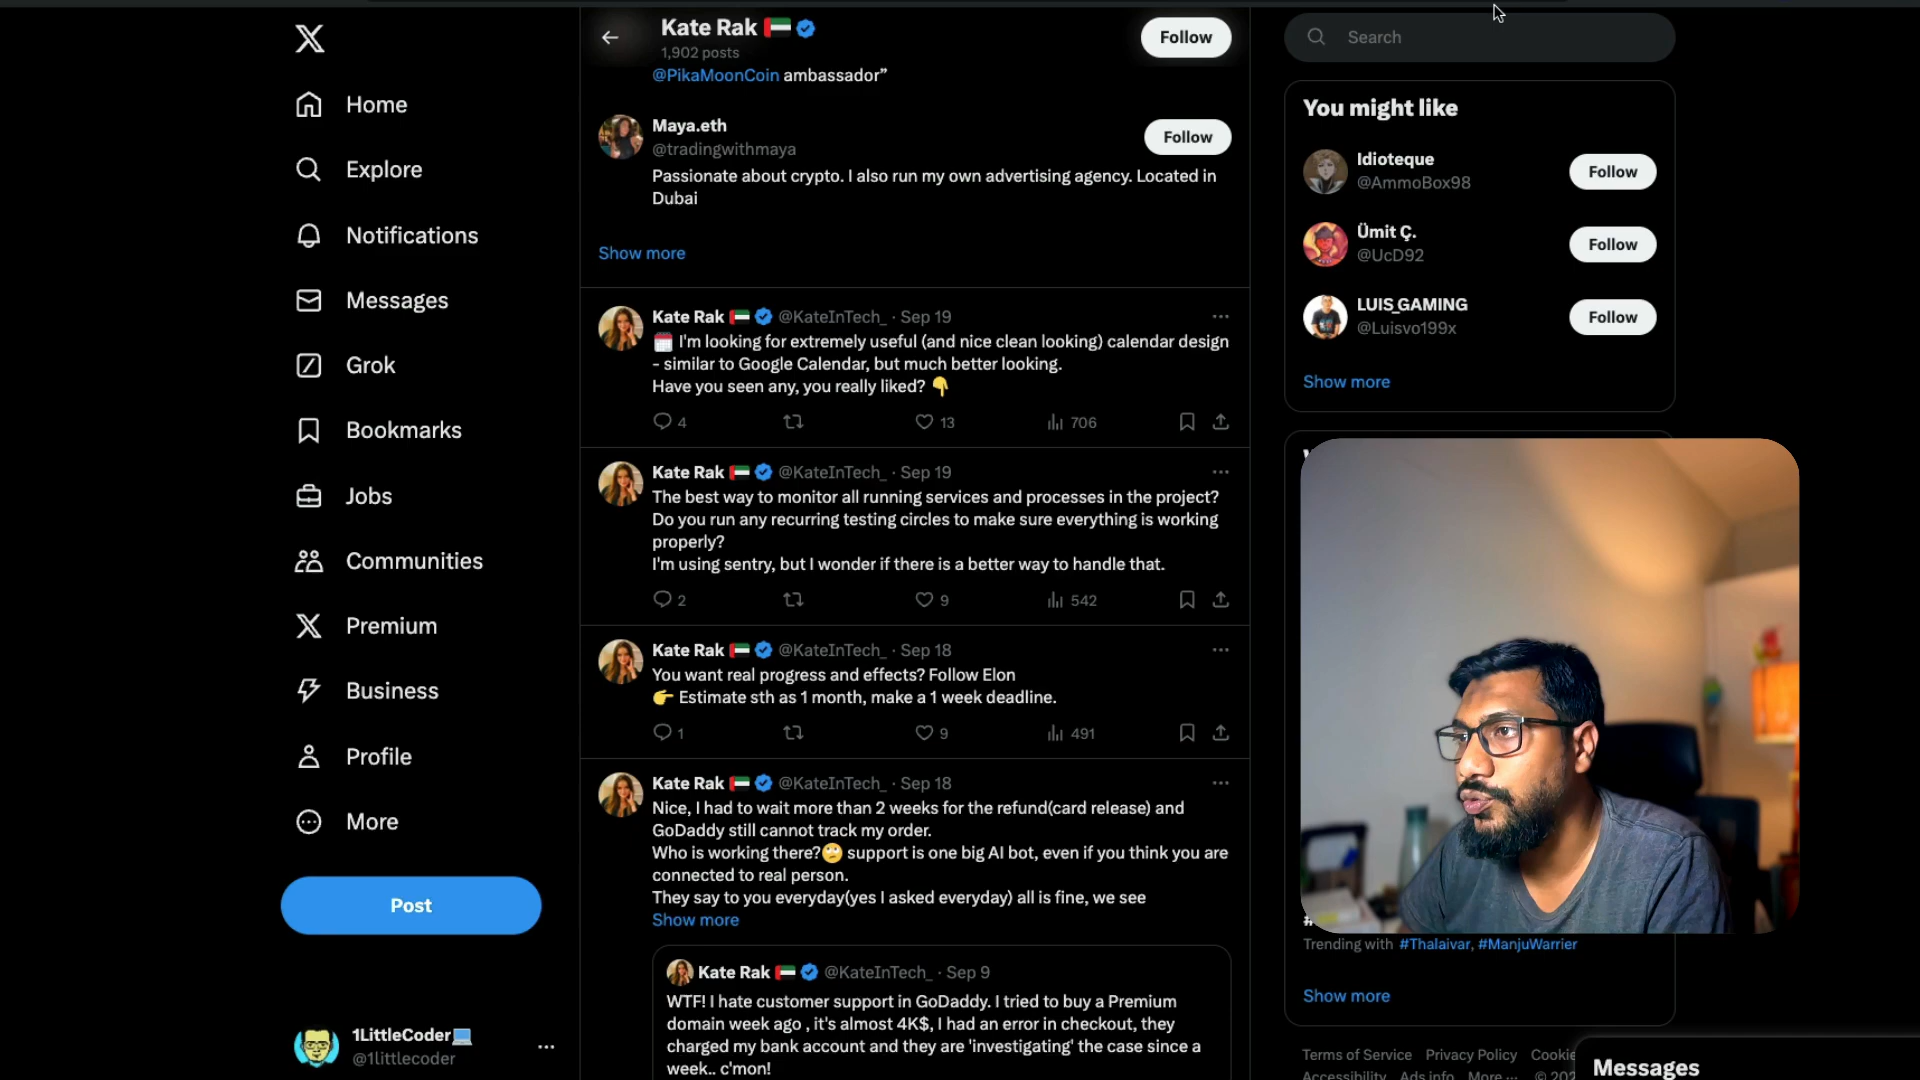 Home
Explore
Notifications
Messages
Grok
Bookmarks
Jobs
Communities
Premium
Business
Profile
More
Post
1LittleCoder💻
@1littlecoder
Kate Rak 🇦🇪
1,902 posts
Follow
@PikaMoonCoin ambassador”
Maya.eth
@tradingwithmaya
Follow
Passionate about crypto. I also run my own advertising agency. Located in
Dubai
Show more
Kate Rak 🇦🇪 @KateInTech_ · Sep 19
🗓️ I'm looking for extremely useful (and nice clean looking) calendar design
- similar to Google Calendar, but much better looking.
Have you seen any, you really liked? 👇
4 13 706
Kate Rak 🇦🇪 @KateInTech_ · Sep 19
The best way to monitor all running services and processes in the project?
Do you run any recurring testing circles to make sure everything is working
properly?
I'm using sentry, but I wonder if there is a better way to handle that.
2 9 542
Kate Rak 🇦🇪 @KateInTech_ · Sep 18
You want real progress and effects? Follow Elon
👉 Estimate sth as 1 month, make a 1 week deadline.
1 9 491
Kate Rak 🇦🇪 @KateInTech_ · Sep 18
Nice, I had to wait more than 2 weeks for the refund(card release) and
GoDaddy still cannot track my order.
Who is working there?🙄 support is one big AI bot, even if you think you are
connected to real person.
They say to you everyday(yes I asked everyday) all is fine, we see
Show more
Kate Rak 🇦🇪 @KateInTech_ · Sep 9
WTF! I hate customer support in GoDaddy. I tried to buy a Premium
domain week ago , it's almost 4K$, I had an error in checkout, they
charged my bank account and they are 'investigating' the case since a
week.. c'mon!
Search
You might like
Idioteque
@AmmoBox98
Follow
Ümit Ç.
@UcD92
Follow
LUIS_GAMING
@Luisvo199x
Follow
Show more
Trending with #Thalaivar, #ManjuWarrier
Show more
Terms of Service Privacy Policy
Accessibility Ads info More ···
Messages